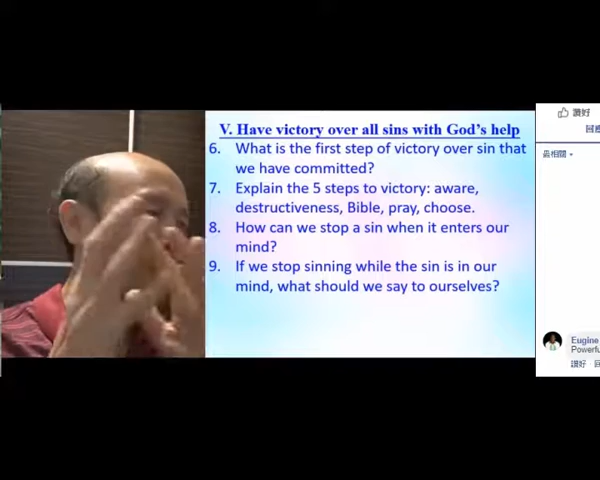 V. Have victory over all sins with God's help
6. What is the first step of victory over sin that
we have committed?
7. Explain the 5 steps to victory: aware,
destructiveness, Bible, pray, choose.
8. How can we stop a sin when it enters our
mind?
9. If we stop sinning while the sin is in our
mind, what should we say to ourselves?
讚好
最相關
Eugine
Powerfu
讚好 · 回